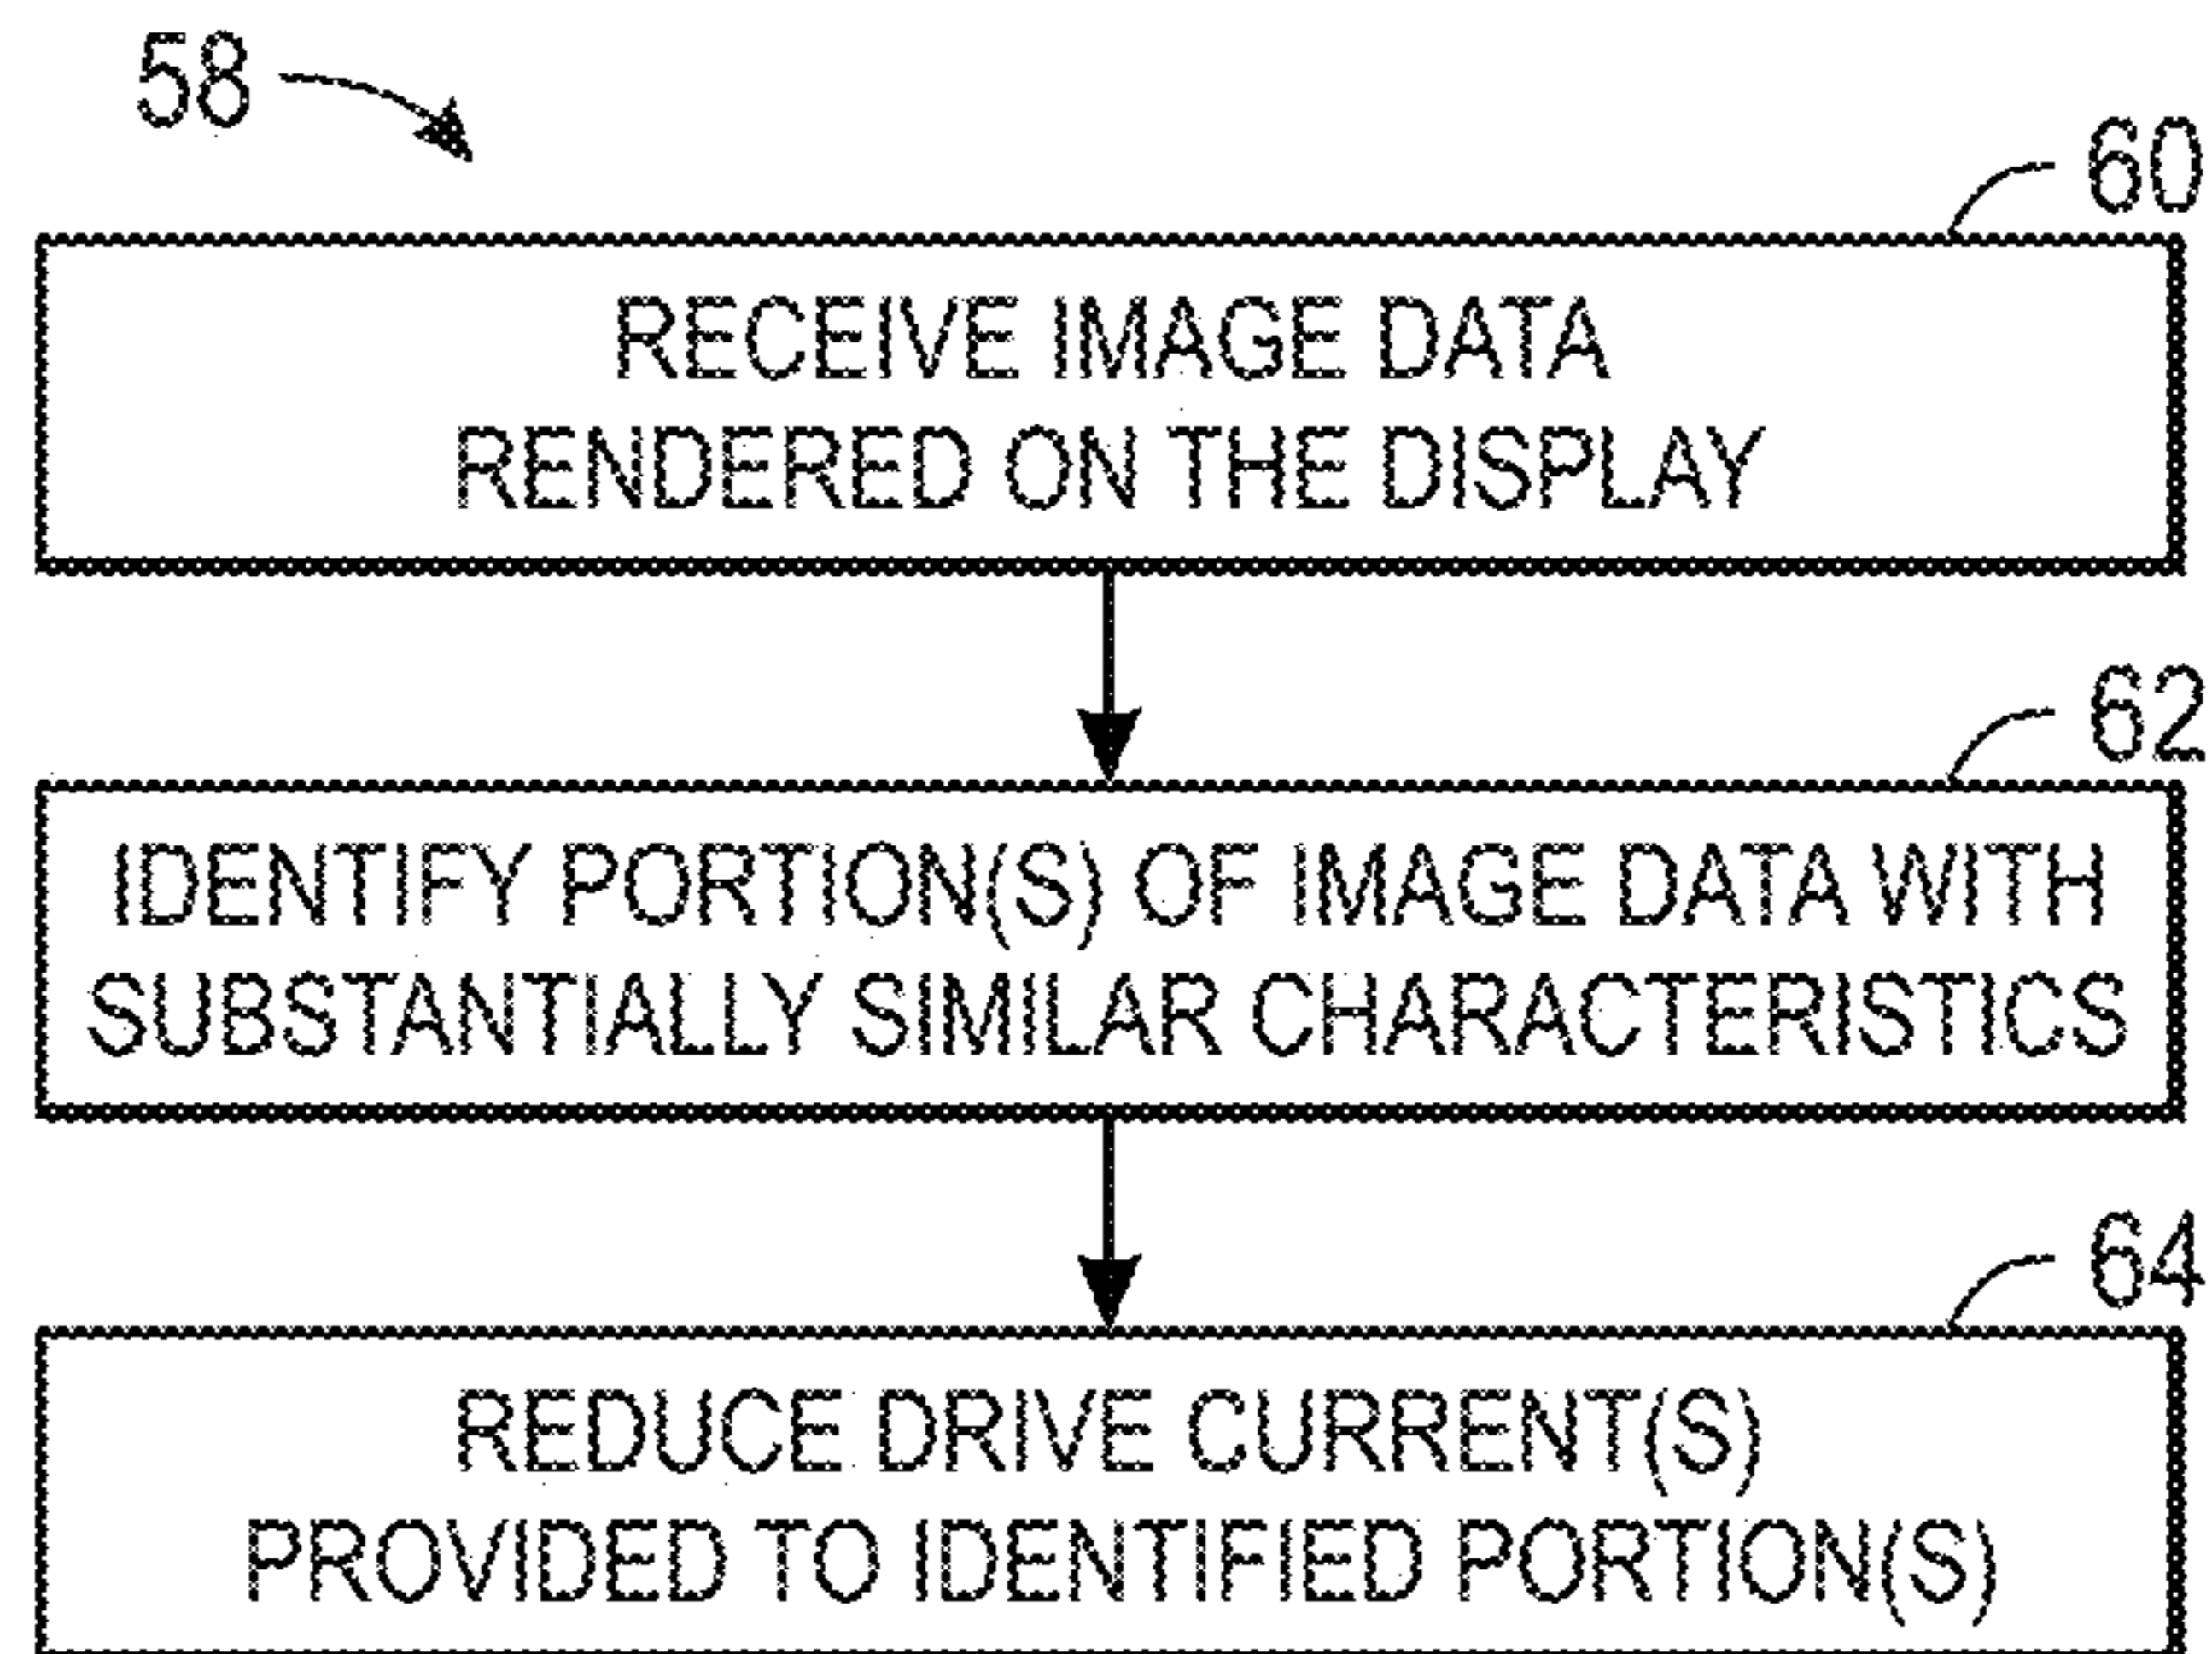 58
60
RECEIVE IMAGE DATA
RENDERED ON THE DISPLAY
62
IDENTIFY PORTION(S) OF IMAGE DATA WITH
SUBSTANTIALLY SIMILAR CHARACTERISTICS
64
REDUCE DRIVE CURRENT(S)
PROVIDED TO IDENTIFIED PORTION(S)